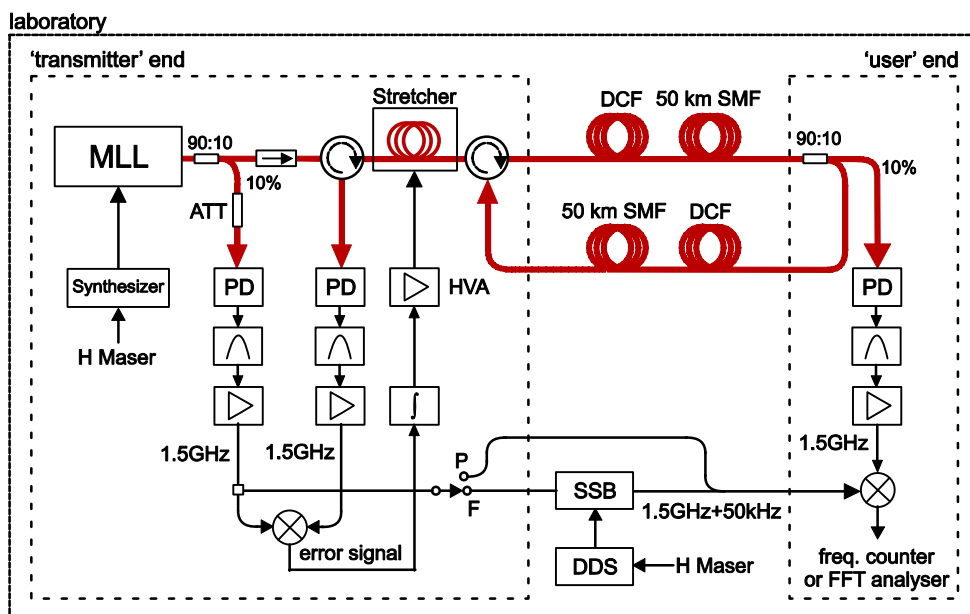 laboratory
'transmitter' end
'user' end
Stretcher
DCF
50 km SMF
MLL
90:10
90:10
10%
10%
ATT
50 km SMF
DCF
Synthesizer
PD
PD
HVA
PD
H Maser
∫
1.5GHz
1.5GHz
1.5GHz
P
F
SSB
1.5GHz+50kHz
error signal
DDS
H Maser
freq. counter
or FFT analyser